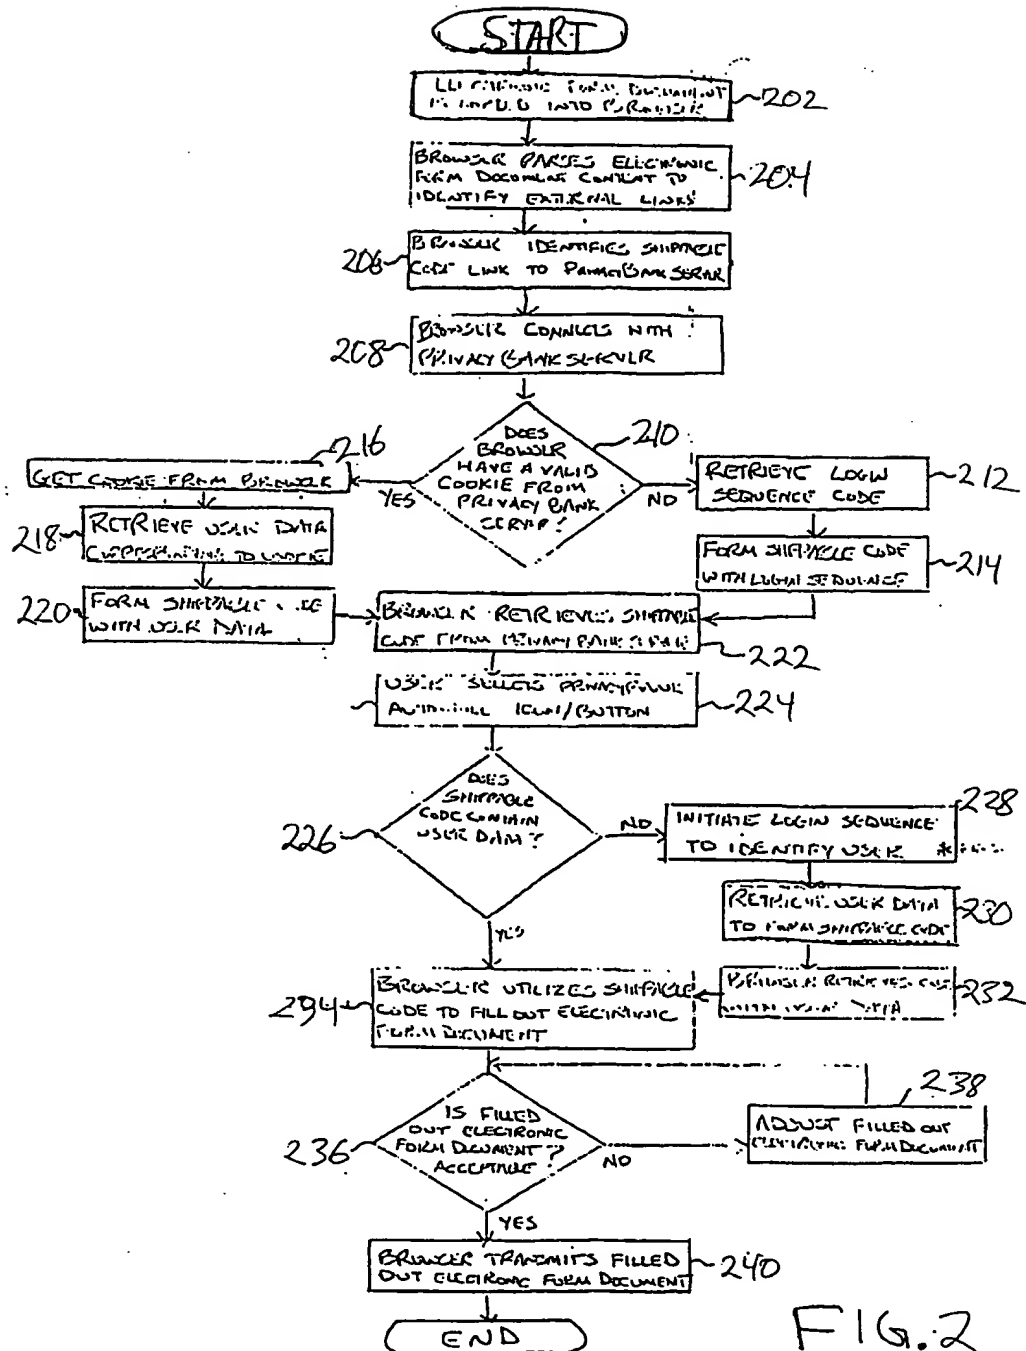 START
ELECTRONIC FORM DOCUMENT
IS LOADED INTO BROWSER
202
BROWSER PARSES ELECTRONIC
FORM DOCUMENT CONTENT TO
IDENTIFY EXTERNAL LINKS
204
BROWSER IDENTIFIES SHIPPABLE
CODE LINK TO PRIVACYBANK SERVER
206
BROWSER CONNECTS WITH
PRIVACY BANK SERVER
208
DOES
BROWSER
HAVE A VALID
COOKIE FROM
PRIVACY BANK
SERVER?
210
YES
NO
216
GET COOKIE FROM BROWSER
RETRIEVE LOGIN
SEQUENCE CODE
212
218
RETRIEVE USER DATA
CORRESPONDING TO COOKIE
FORM SHIPPABLE CODE
WITH LOGIN SEQUENCE
214
220
FORM SHIPPABLE CODE
WITH USER DATA
BROWSER RETRIEVES SHIPPABLE
CODE FROM PRIVACY BANK SERVER
222
USER SELECTS PRIVACYBANK
AUTOFILL ICON/BUTTON
224
DOES
SHIPPABLE
CODE CONTAIN
USER DATA?
226
NO
YES
INITIATE LOGIN SEQUENCE
TO IDENTIFY USER *
228
RETRIEVE USER DATA
TO FORM SHIPPABLE CODE
230
BROWSER RETRIEVES CODE
WITH USER DATA
232
BROWSER UTILIZES SHIPPABLE
CODE TO FILL OUT ELECTRONIC
FORM DOCUMENT
234
IS FILLED
OUT ELECTRONIC
FORM DOCUMENT
ACCEPTABLE?
236
NO
YES
238
ADJUST FILLED OUT
ELECTRONIC FORM DOCUMENT
BROWSER TRANSMITS FILLED
OUT ELECTRONIC FORM DOCUMENT
240
END
FIG. 2